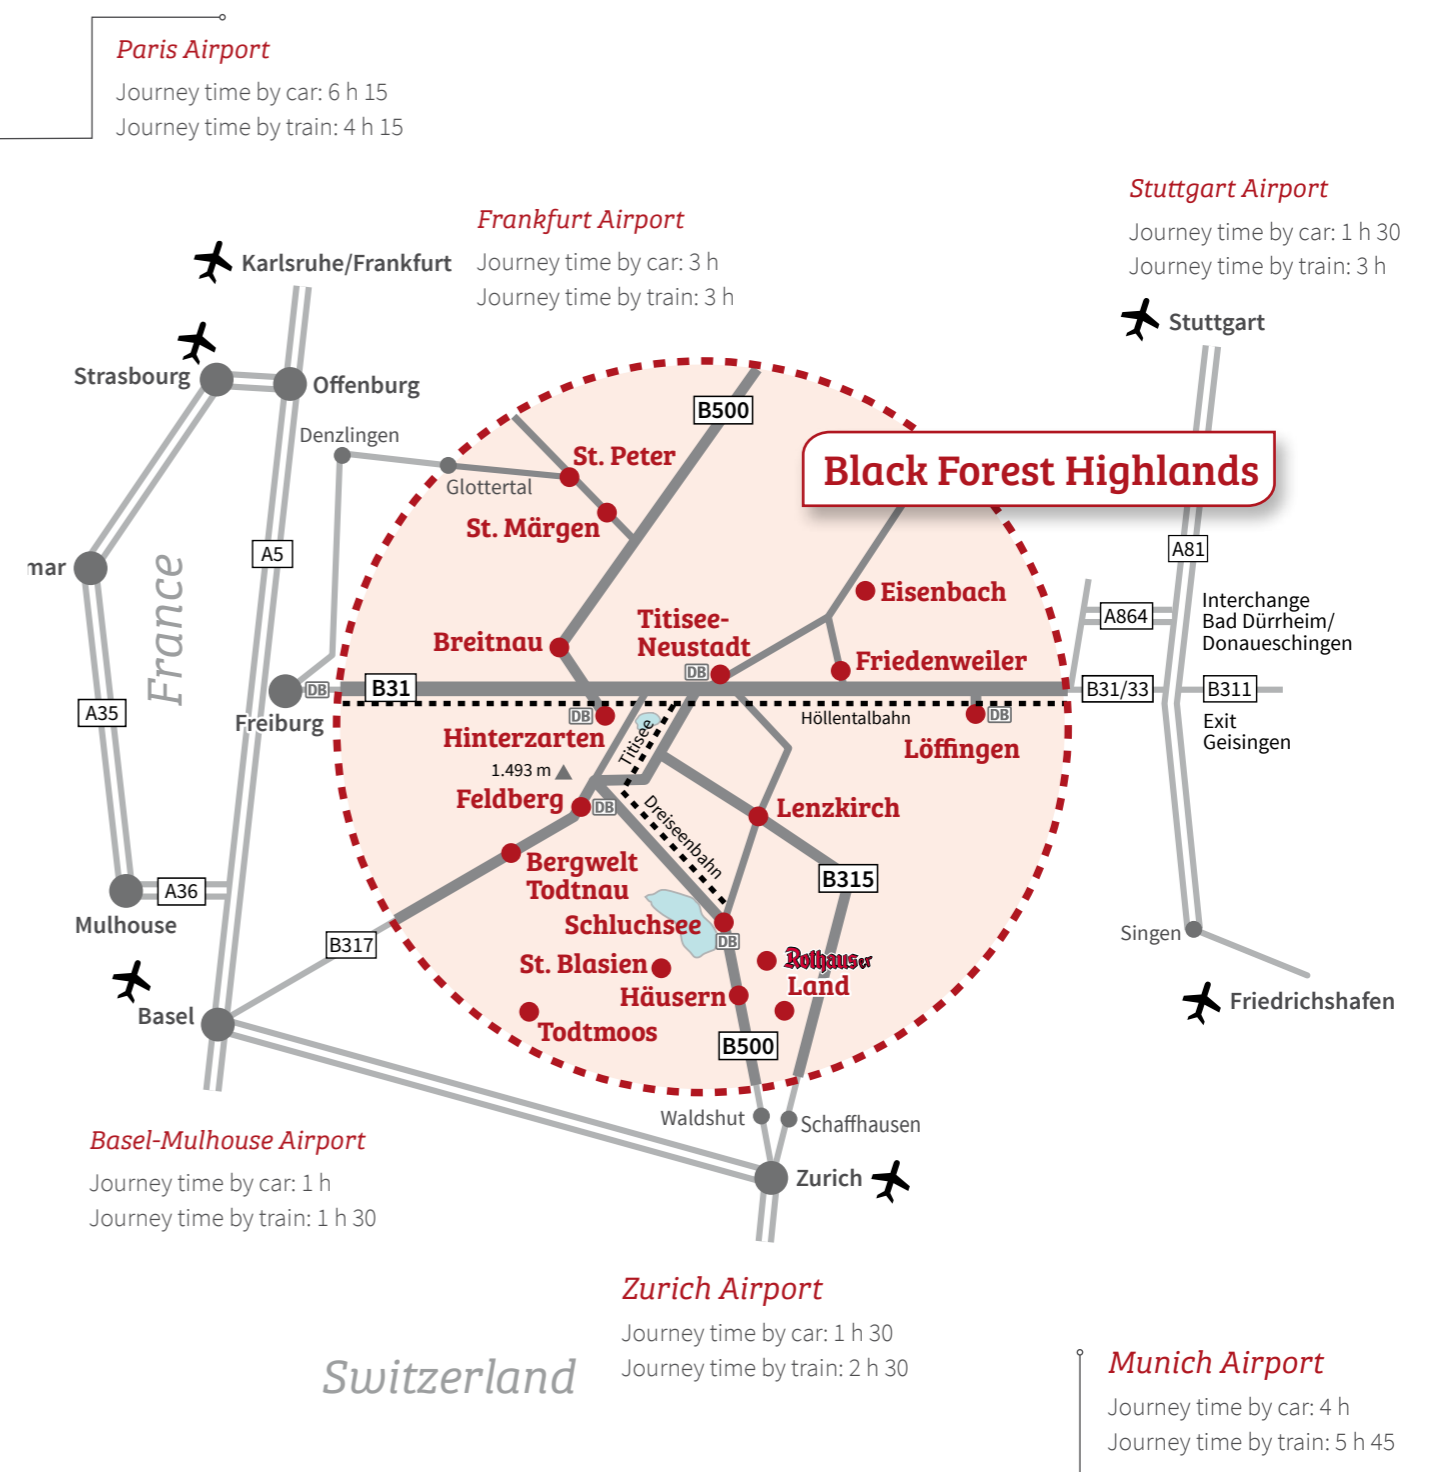 Paris Airport
Journey time by car: 6 h 15
Journey time by train: 4 h 15
Stuttgart Airport
Journey time by car: 1 h 30
Journey time by train: 3 h
Frankfurt Airport
Journey time by car: 3 h
Journey time by train: 3 h
Karlsruhe/Frankfurt
Stuttgart
Strasbourg
Offenburg
Denzlingen
Glottertal
B500
St. Peter
St. Märgen
Black Forest Highlands
A5
A81
mar
France
Eisenbach
Interchange
Bad Dürrheim/
Donaueschingen
A864
Titisee-
Neustadt
DB
Breitnau
Friedenweiler
B31
DB
B31/33
B311
A35
Freiburg
DB
Hinterzarten
Höllentalbahn
DB
Löffingen
Exit
Geisingen
Titisee
1.493 m
Feldberg
DB
Dreiseenbahn
Lenzkirch
Bergwelt
Todtnau
B315
A36
Mulhouse
B317
Schluchsee
DB
Singen
St. Blasien
Rothauser
Land
Häusern
Basel
Todtmoos
B500
Friedrichshafen
Waldshut
Schaffhausen
Zurich
Basel-Mulhouse Airport
Journey time by car: 1 h
Journey time by train: 1 h 30
Zurich Airport
Journey time by car: 1 h 30
Journey time by train: 2 h 30
Switzerland
Munich Airport
Journey time by car: 4 h
Journey time by train: 5 h 45